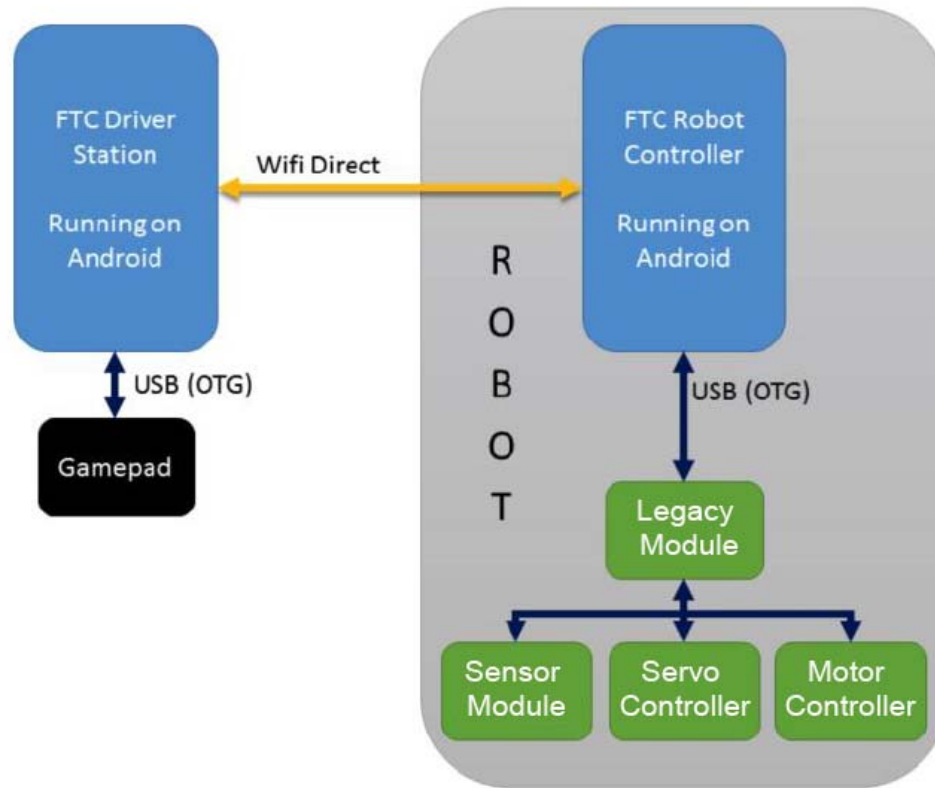 FTC Driver
Station
Running on
Android
Wifi Direct
FTC Robot
Controller
Running on
Android
R
O
B
O
T
USB (OTG)
Gamepad
USB (OTG)
Legacy
Module
Sensor
Module
Servo
Controller
Motor
Controller